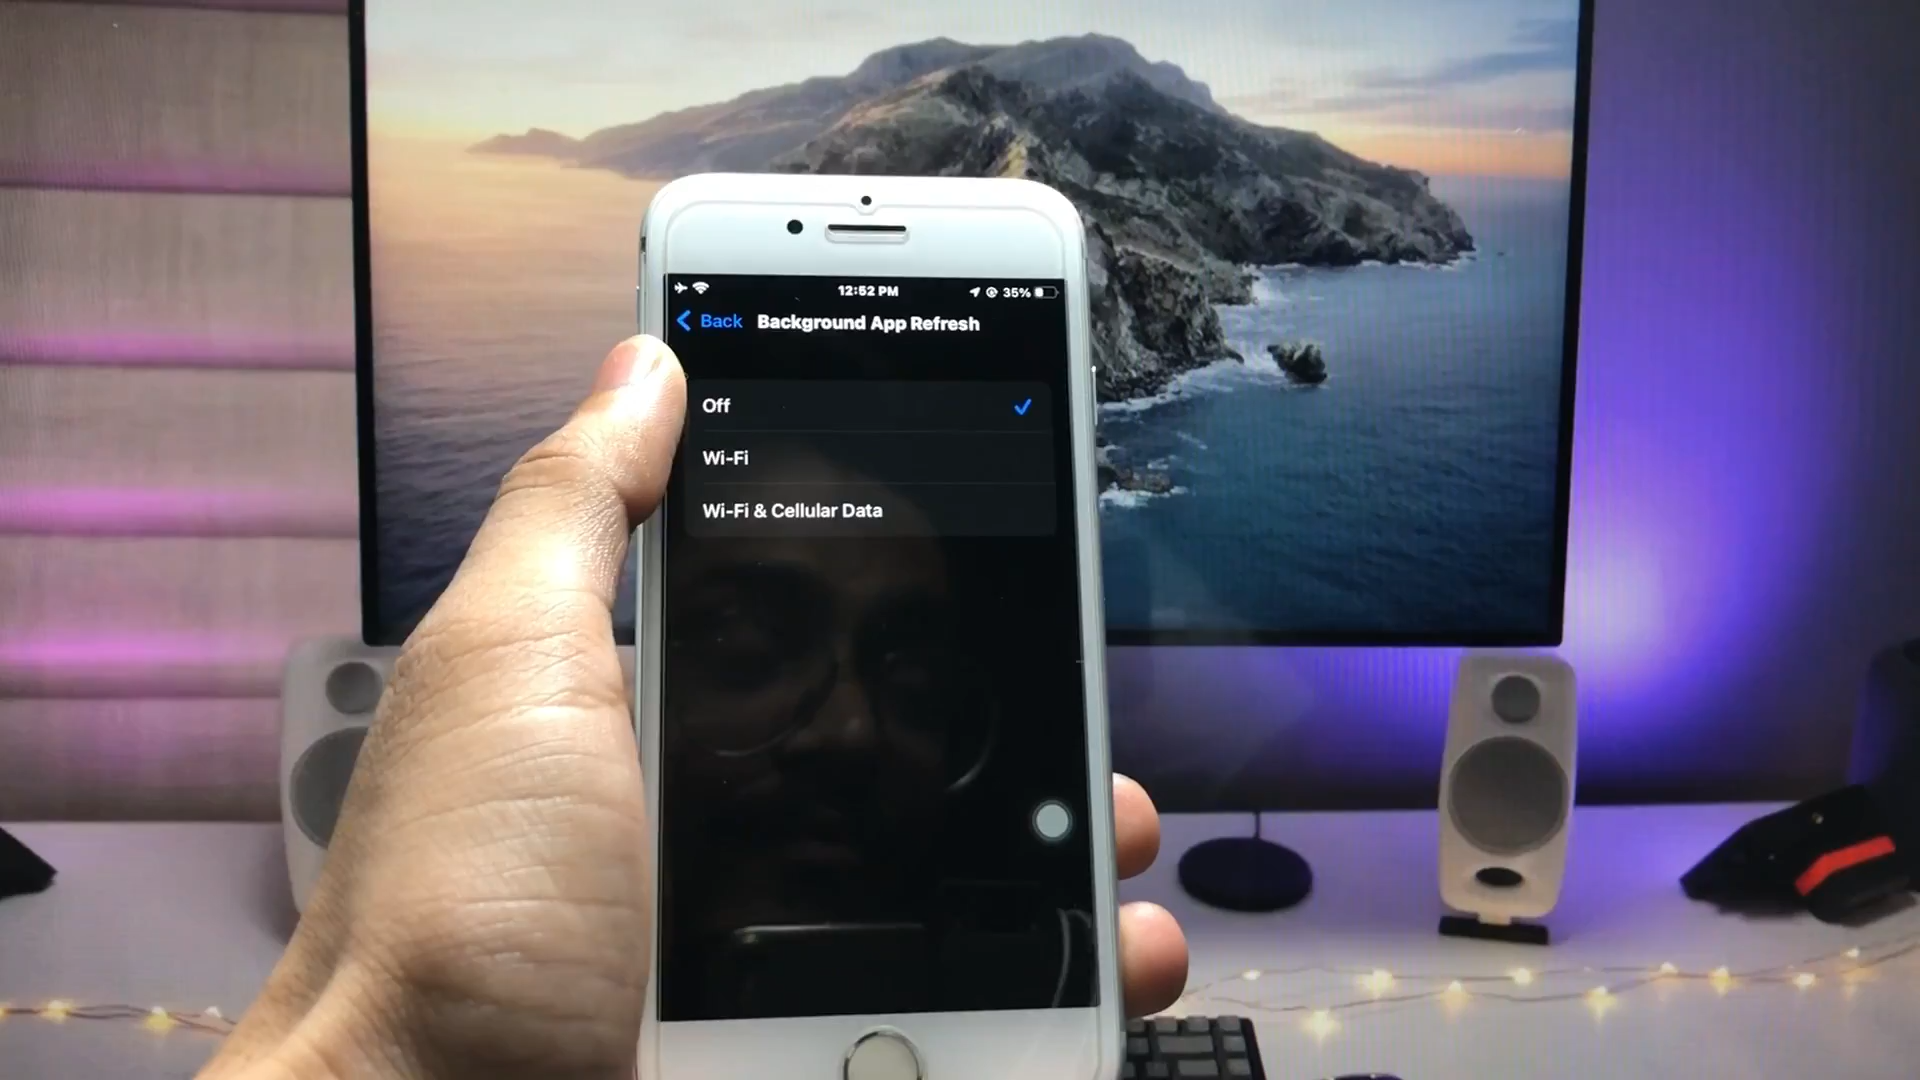 12:52 PM 35%
Back Background App Refresh
Off
Wi-Fi
Wi-Fi & Cellular Data